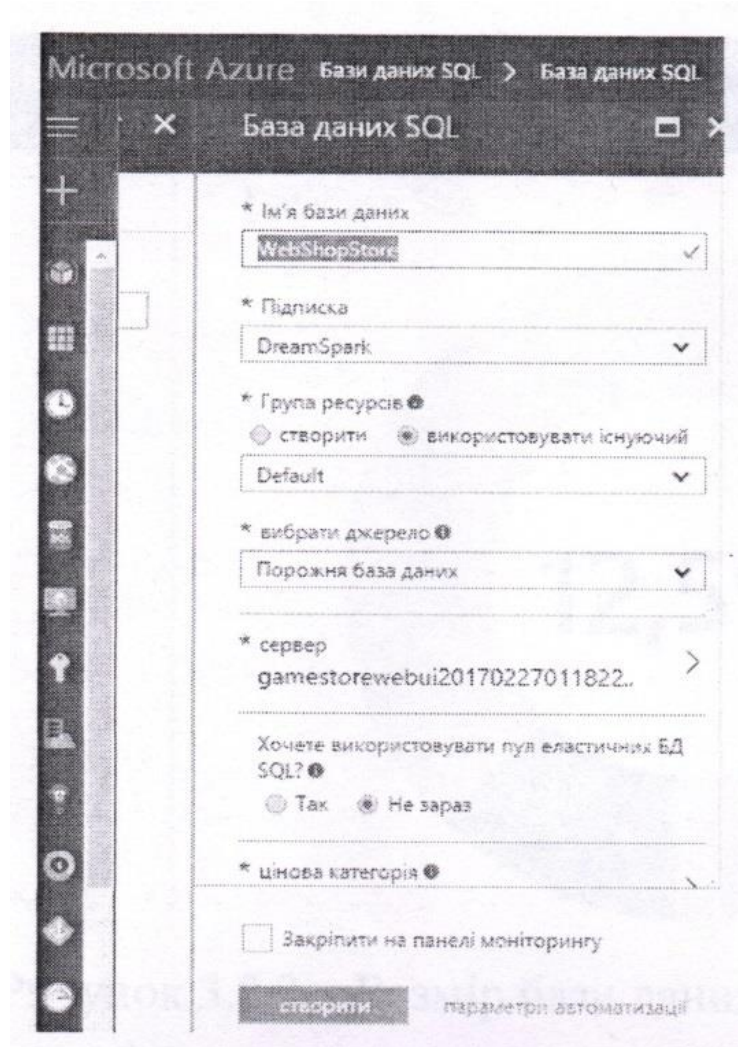 Microsoft Azure Бази даних SQL > База даних SQL
База даних SQL
* Ім'я бази даних
WebShopStore
* Підписка
DreamSpark
* Група ресурсів
створити використовувати існуючий
Default
* вибрати джерело
Порожня база даних
* сервер
gamestorewebui20170227011822..
Хочете використовувати пул еластичних БД
SQL?
Так Не зараз
* цінова категорія
Закріпити на панелі моніторингу
створити параметри автоматизації